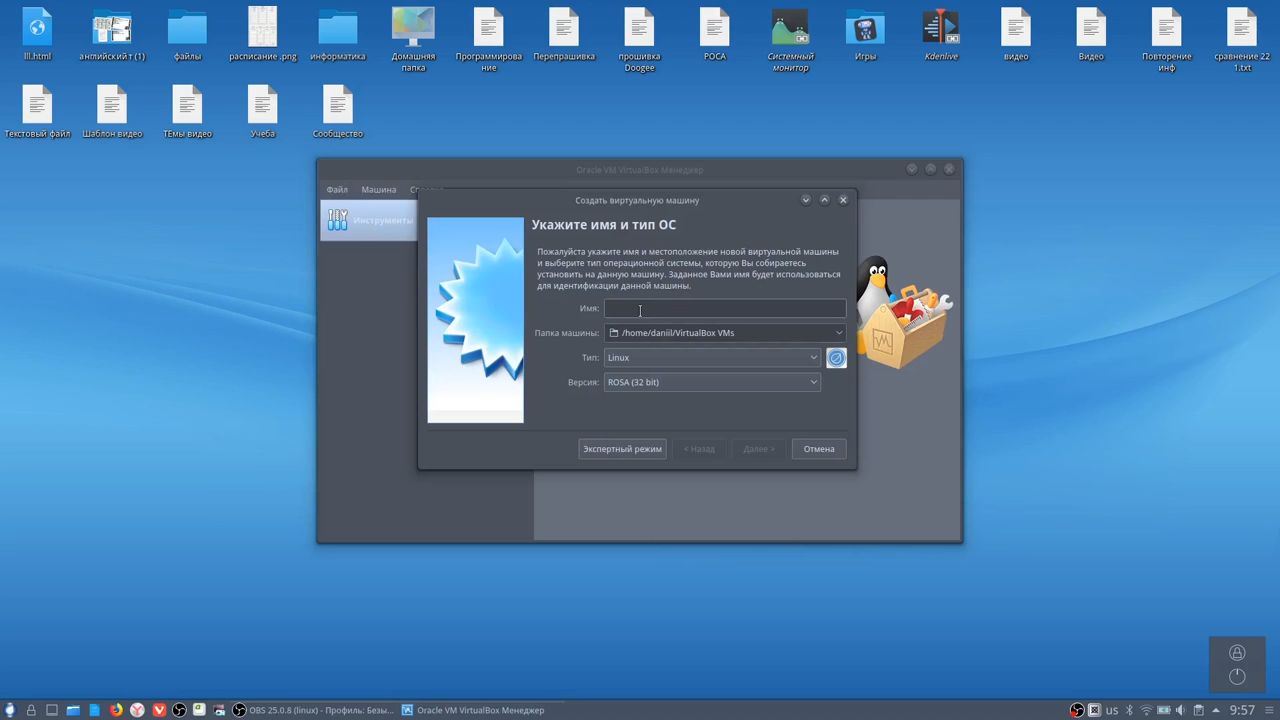 lll.html
английский т (1)
файлы
расписание .png
информатика
Домашняя
папка
Программирова
ние
Перепрашивка
прошивка
Doogee
РОСА
Системный
монитор
Игры
Kdenlive
видео
Видео
Повторение
инф
сравнение 22
1.txt
Текстовый файл
Шаблон видео
ТЕмы видео
Учеба
Сообщество
Oracle VM VirtualBox Менеджер
Файл Машина
Инструменты
Создать виртуальную машину
Укажите имя и тип ОС
Пожалуйста укажите имя и местоположение новой виртуальной машины
и выберите тип операционной системы, которую Вы собираетесь
установить на данную машину. Заданное Вами имя будет использоваться
для идентификации данной машины.
Имя:
Папка машины: /home/daniil/VirtualBox VMs
Тип: Linux
Версия: ROSA (32 bit)
Экспертный режим < Назад Далее > Отмена
OBS 25.0.8 (linux) - Профиль: Безы... Oracle VM VirtualBox Менеджер us 9:57